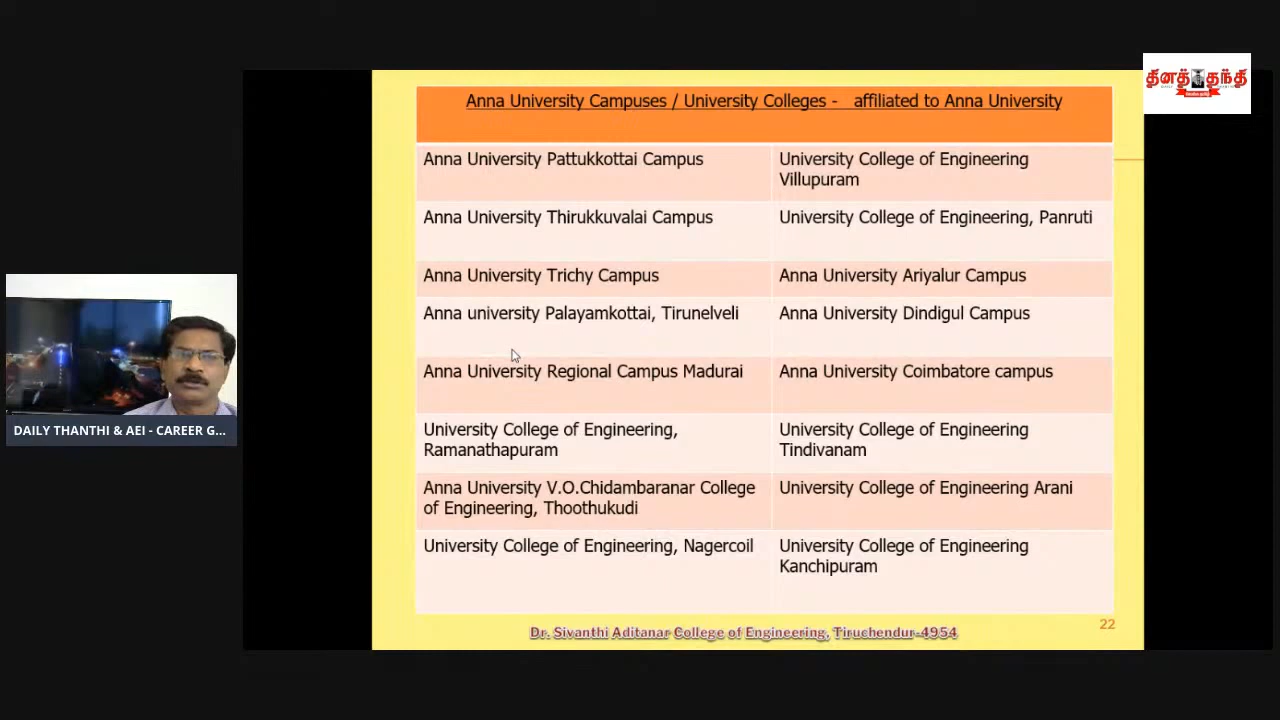 தினத்தந்தி
Anna University Campuses / University Colleges - affiliated to Anna University
Anna University Pattukkottai Campus
University College of Engineering
Villupuram
Anna University Thirukkuvalai Campus
University College of Engineering, Panruti
Anna University Trichy Campus
Anna University Ariyalur Campus
Anna university Palayamkottai, Tirunelveli
Anna University Dindigul Campus
Anna University Regional Campus Madurai
Anna University Coimbatore campus
University College of Engineering,
Ramanathapuram
University College of Engineering
Tindivanam
Anna University V.O.Chidambaranar College
of Engineering, Thoothukudi
University College of Engineering Arani
University College of Engineering, Nagercoil
University College of Engineering
Kanchipuram
Dr. Sivanthi Aditanar College of Engineering, Tiruchendur-4954
22
DAILY THANTHI & AEI - CAREER G...